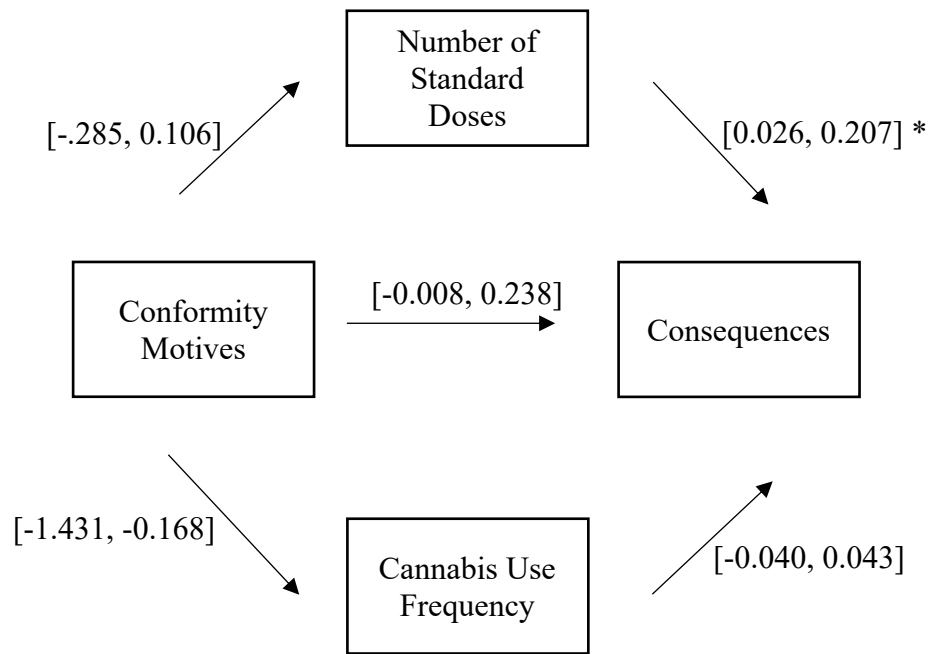 Number of
Standard
Doses
[-.285, 0.106]
[0.026, 0.207] *
Conformity
Motives
[-0.008, 0.238]
Consequences
[-1.431, -0.168]
Cannabis Use
Frequency
[-0.040, 0.043]